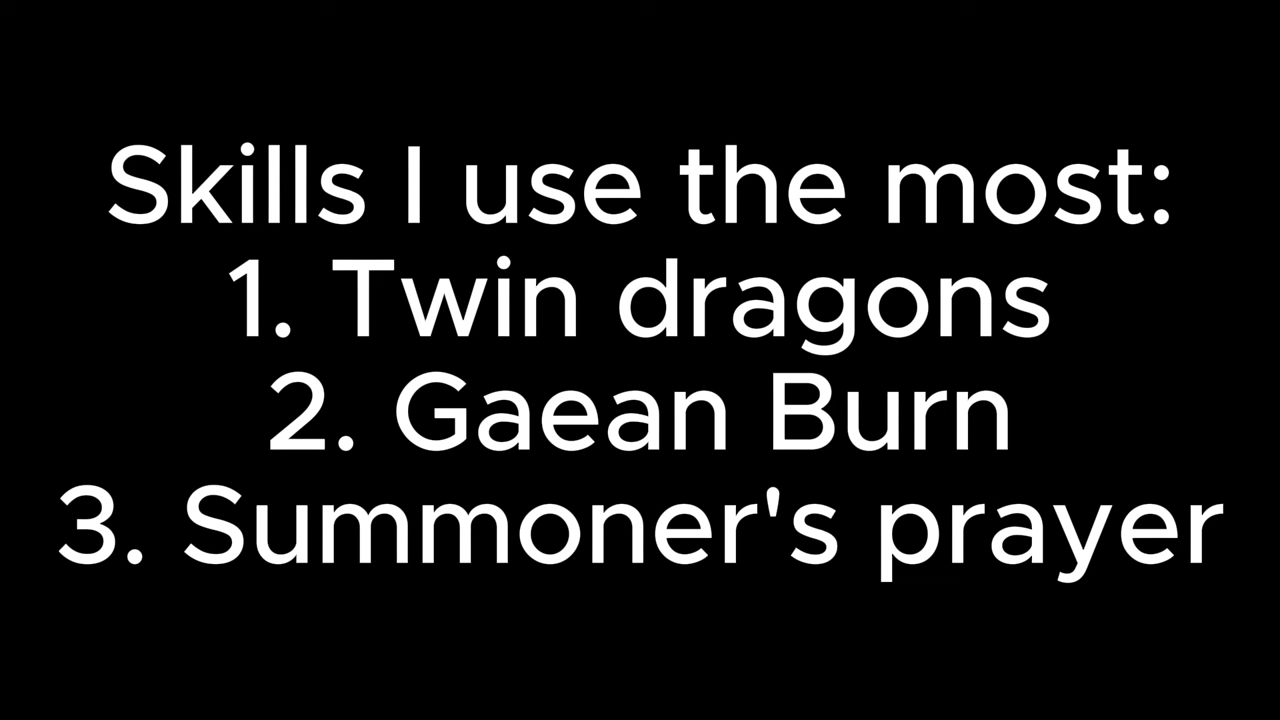 Skills I use the most:
1. Twin dragons
2. Gaean Burn
3. Summoner's prayer